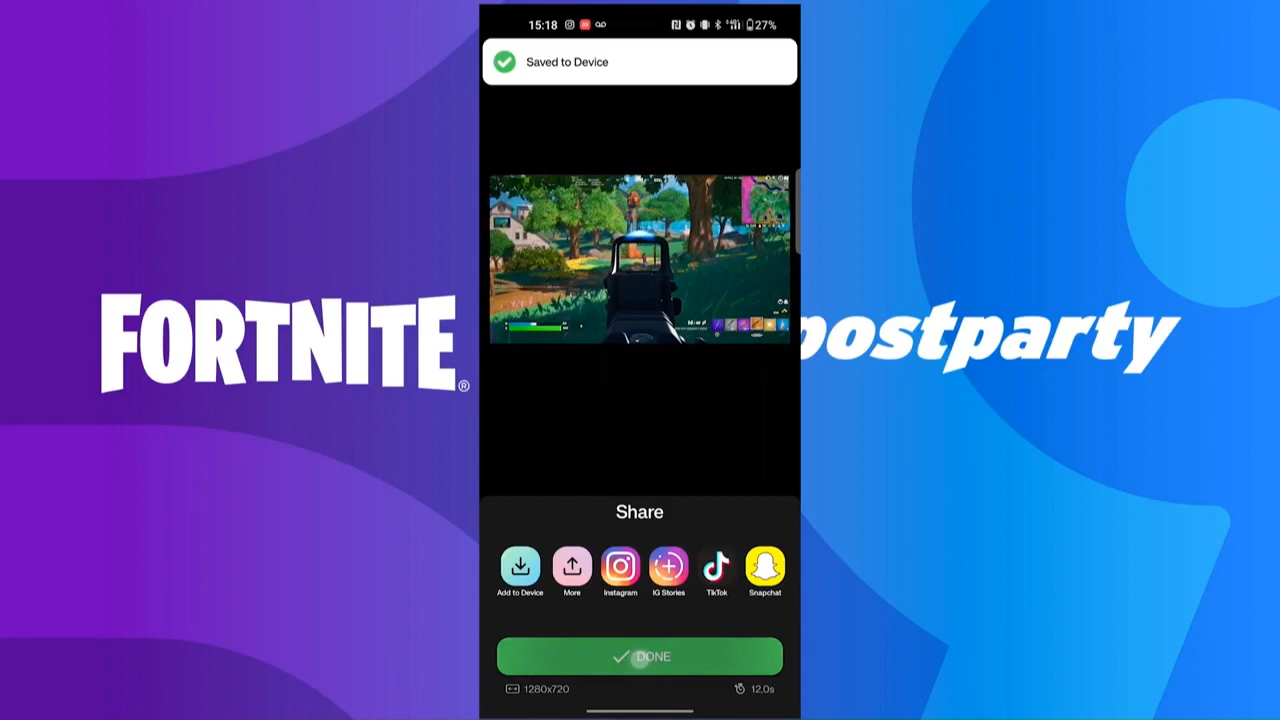 15:18
27%
Saved to Device
FORTNITE®
postparty
Share
Add to Device
More
Instagram
IG Stories
TikTok
Snapchat
DONE
1280x720
12.0s